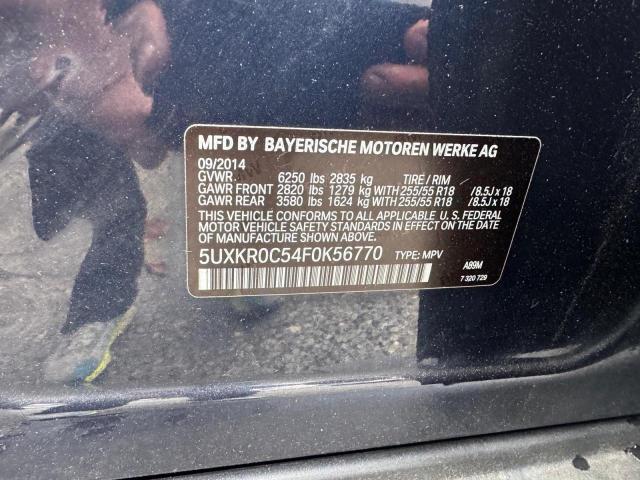 MFD BY BAYERISCHE MOTOREN WERKE AG
09/2014
GVWR. 6250 lbs 2835 kg TIRE / RIM
GAWR FRONT 2820 lbs 1279 kg WITH 255/55 R18 /8.5J x 18
GAWR REAR 3580 lbs 1624 kg WITH 255/55 R18 /8.5J x 18
THIS VEHICLE CONFORMS TO ALL APPLICABLE U. S. FEDERAL
MOTOR VEHICLE SAFETY STANDARDS IN EFFECT ON THE DATE
OF MANUFACTURE SHOWN ABOVE.
5UXKR0C54F0K56770 TYPE: MPV
A89M
7 320 729